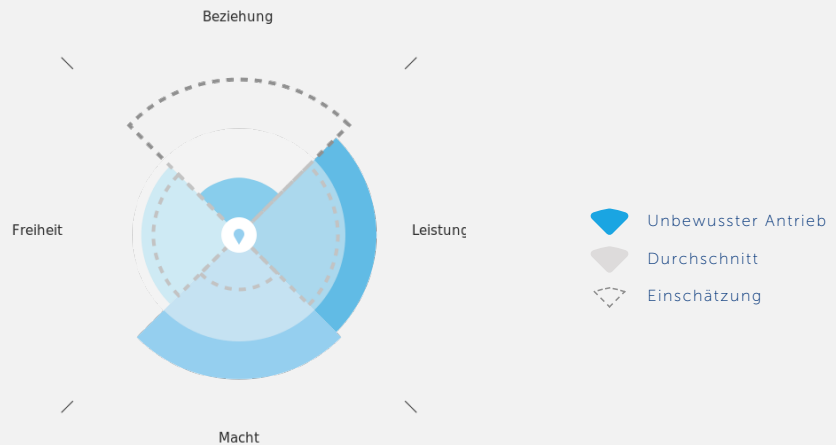 Beziehung
Freiheit
Leistung
Unbewusster Antrieb
Durchschnitt
Einschätzung
Macht